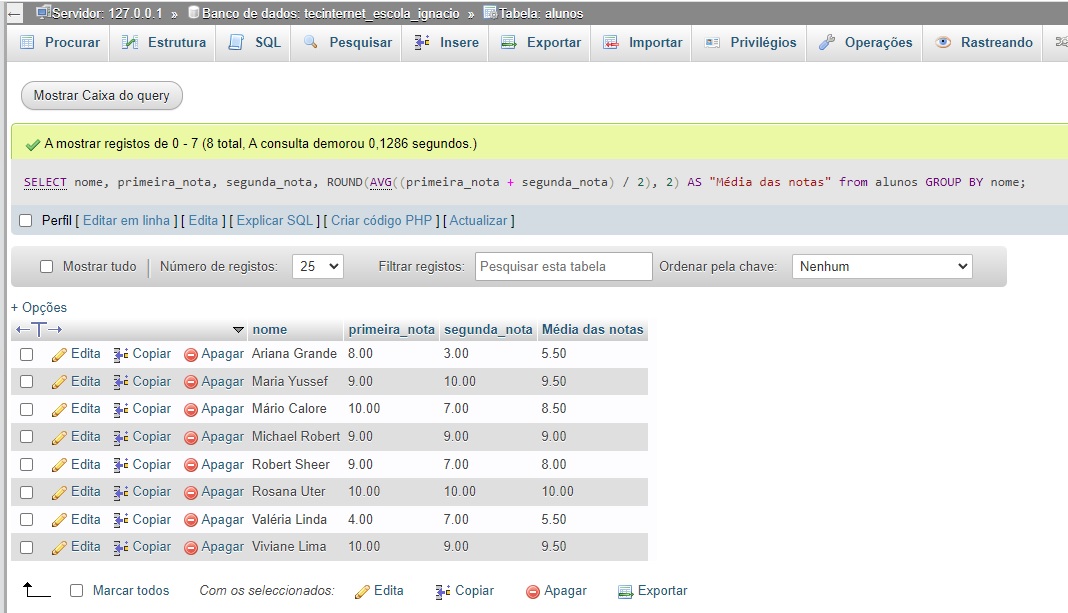 Servidor: 127.0.0.1 » Banco de dados: tecinternet_escola_ignacio » Tabela: alunos
Procurar Estrutura SQL Pesquisar Insere Exportar Importar Privilégios Operações Rastreando
Mostrar Caixa do query
A mostrar registos de 0 - 7 (8 total, A consulta demorou 0,1286 segundos.)
SELECT nome, primeira_nota, segunda_nota, ROUND(AVG((primeira_nota + segunda_nota) / 2), 2) AS "Média das notas" from alunos GROUP BY nome;
Perfil [ Editar em linha ] [ Edita ] [ Explicar SQL ] [ Criar código PHP ] [ Actualizar ]
Mostrar tudo | Número de registos: 25 Filtrar registos: Pesquisar esta tabela Ordenar pela chave: Nenhum
+ Opções
←T→ nome primeira_nota segunda_nota Média das notas
Edita Copiar Apagar Ariana Grande 8.00 3.00 5.50
Edita Copiar Apagar Maria Yussef 9.00 10.00 9.50
Edita Copiar Apagar Mário Calore 10.00 7.00 8.50
Edita Copiar Apagar Michael Robert 9.00 9.00 9.00
Edita Copiar Apagar Robert Sheer 9.00 7.00 8.00
Edita Copiar Apagar Rosana Uter 10.00 10.00 10.00
Edita Copiar Apagar Valéria Linda 4.00 7.00 5.50
Edita Copiar Apagar Viviane Lima 10.00 9.00 9.50
Marcar todos Com os seleccionados: Edita Copiar Apagar Exportar